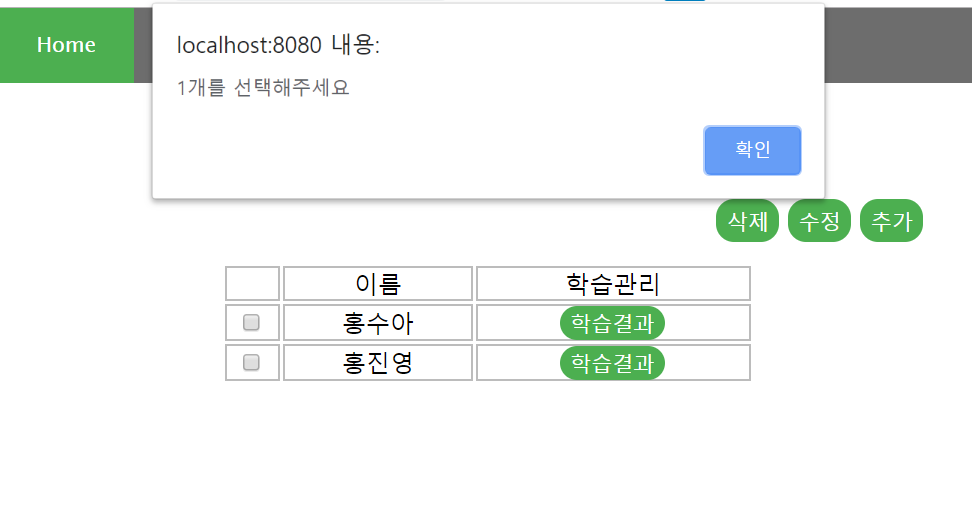 Home
localhost:8080 내용:
1개를 선택해주세요
확인
삭제 수정 추가
이름 학습관리
홍수아 학습결과
홍진영 학습결과